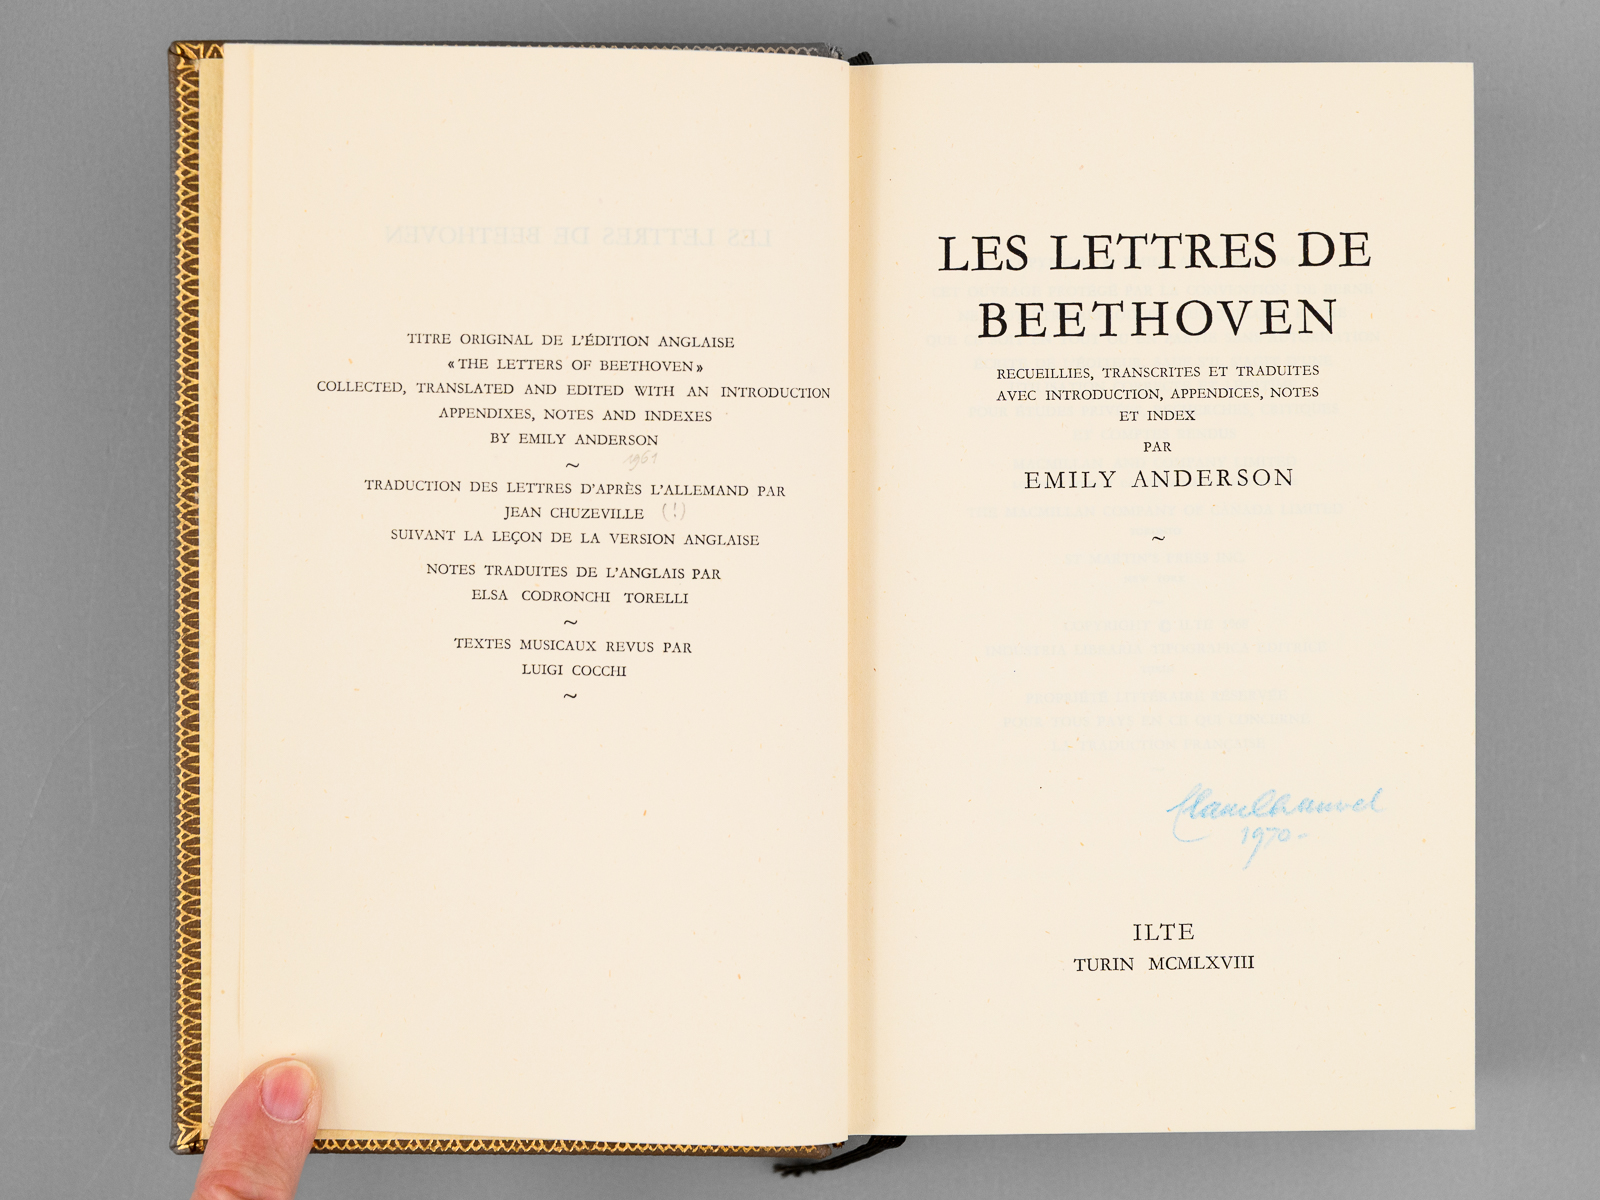 TITRE ORIGINAL DE L'ÉDITION ANGLAISE
«THE LETTERS OF BEETHOVEN»
COLLECTED, TRANSLATED AND EDITED WITH AN INTRODUCTION
APPENDIXES, NOTES AND INDEXES
BY EMILY ANDERSON
~ 1961
TRADUCTION DES LETTRES D'APRÈS L'ALLEMAND PAR
JEAN CHUZEVILLE (!)
SUIVANT LA LEÇON DE LA VERSION ANGLAISE
NOTES TRADUITES DE L'ANGLAIS PAR
ELSA CODRONCHI TORELLI
~
TEXTES MUSICAUX REVUS PAR
LUIGI COCCHI
~
LES LETTRES DE
BEETHOVEN
RECUEILLIES, TRANSCRITES ET TRADUITES
AVEC INTRODUCTION, APPENDICES, NOTES
ET INDEX
PAR
EMILY ANDERSON
~
1970-
ILTE
TURIN MCMLXVIII